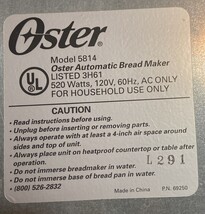 Oster
Model 5814
Oster Automatic Bread Maker
UL
LISTED 3H61
520 Watts, 120V, 60Hz, AC ONLY
FOR HOUSEHOLD USE ONLY
CAUTION
• Read instructions before using.
• Unplug before inserting or removing parts.
• Always operate with at least a 4-inch air space around
sides and top of unit.
• Always place unit on heatproof countertop or table after
operation.
L291
• Do not immerse breadmaker in water.
• Do not immerse base of bread pan in water.
(800) 526-2832
Made in China
P.N. 69250